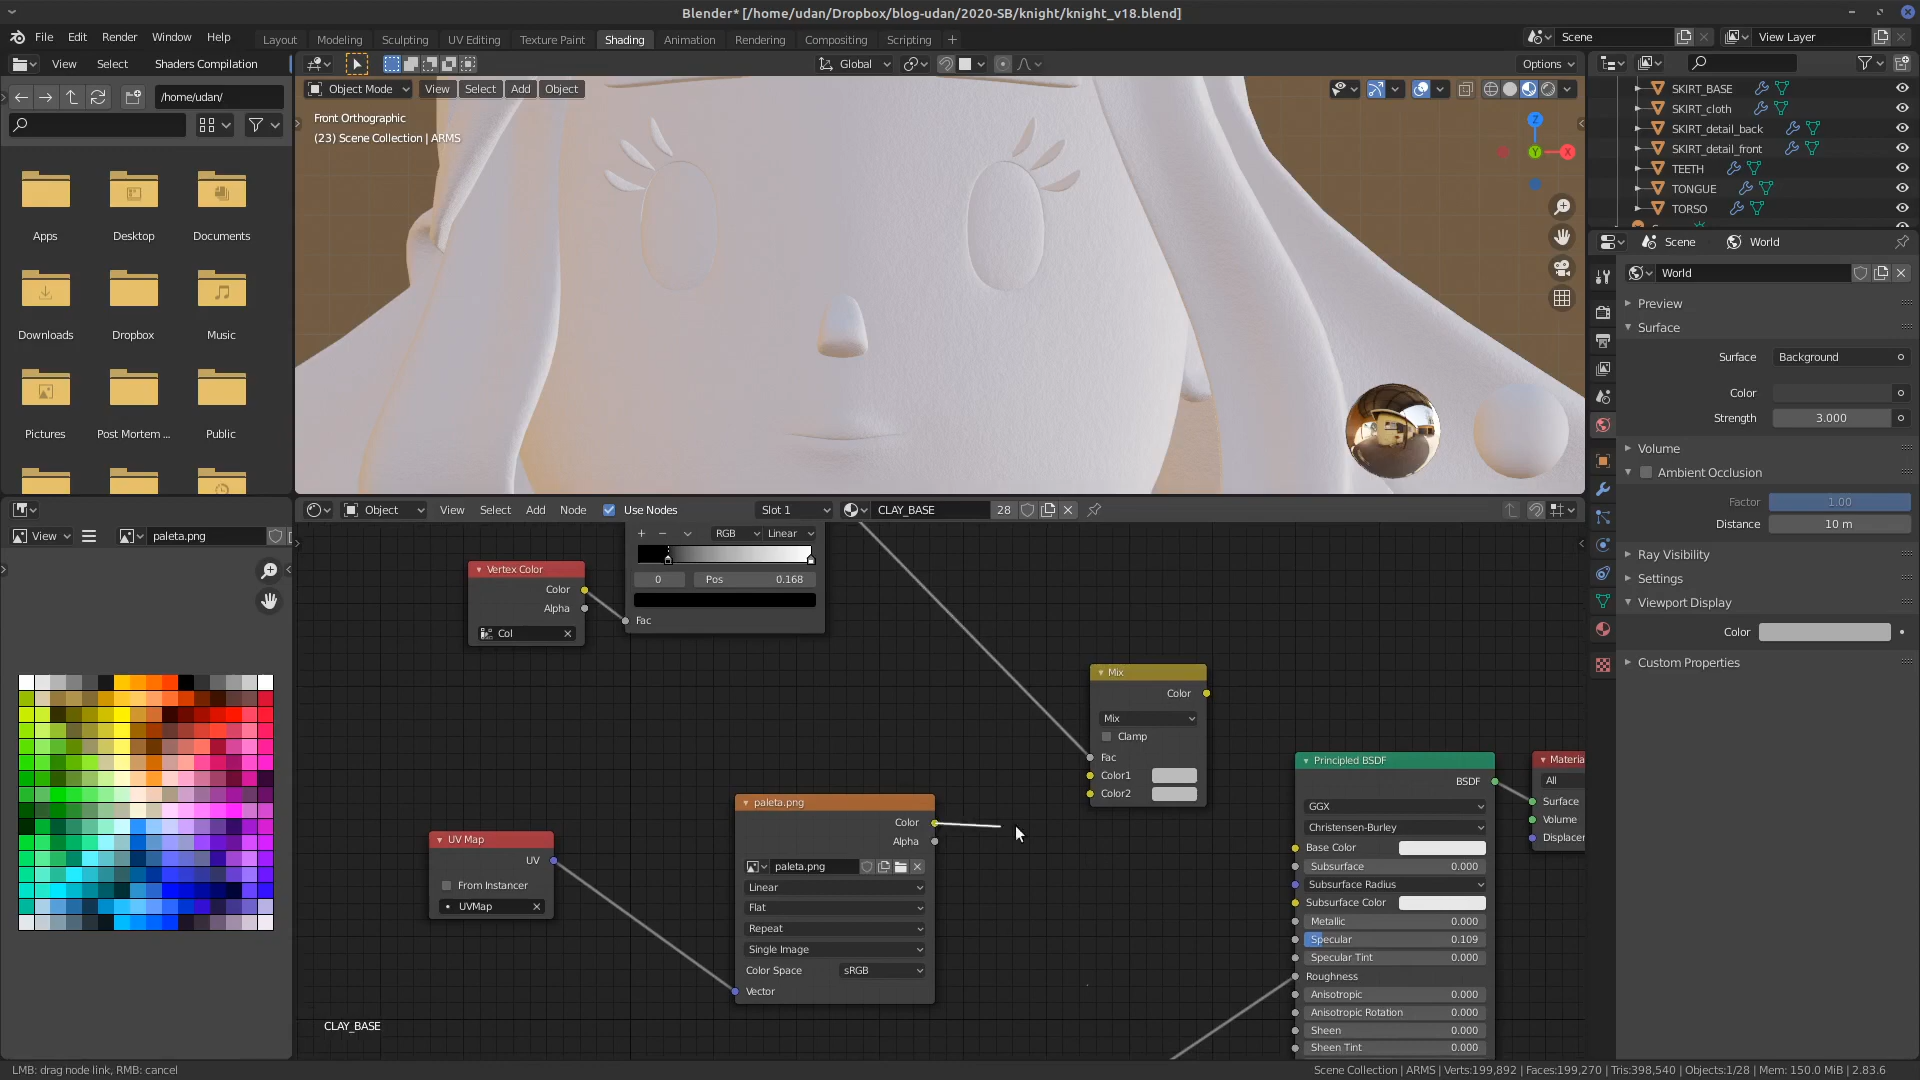 Blender* [/home/udan/Dropbox/blog-udan/2020-SB/knight/knight_v18.blend]
File Edit Render Window Help Layout Modeling Sculpting UV Editing Texture Paint Shading Animation Rendering Compositing Scripting + Scene View Layer
View Select Shaders Compilation Global Options
/home/udan/
Object Mode View Select Add Object
Front Orthographic
(23) Scene Collection | ARMS
Z
Y
X
Apps Desktop Documents
Downloads Dropbox Music
Pictures Post Mortem ... Public
SKIRT_BASE
SKIRT_cloth
SKIRT_detail_back
SKIRT_detail_front
TEETH
TONGUE
TORSO
Scene World
World
Preview
Surface
Surface Background
Color
Strength 3.000
Volume
Ambient Occlusion
Factor 1.00
Distance 10 m
Ray Visibility
Settings
Viewport Display
Color
Custom Properties
View paleta.png
Object View Select Add Node Use Nodes Slot 1 CLAY_BASE 28
+ − RGB Linear
0 Pos 0.168
Fac
Vertex Color
Color
Alpha
Col
Mix
Color
Mix
Clamp
Fac
Color1
Color2
UV Map
UV
From Instancer
UVMap
paleta.png
Color
Alpha
paleta.png
Linear
Flat
Repeat
Single Image
Color Space sRGB
Vector
Principled BSDF
BSDF
GGX
Christensen-Burley
Base Color
Subsurface 0.000
Subsurface Radius
Subsurface Color
Metallic 0.000
Specular 0.109
Specular Tint 0.000
Roughness
Anisotropic 0.000
Anisotropic Rotation 0.000
Sheen 0.000
Sheen Tint 0.000
Materia
All
Surface
Volume
Displacer
CLAY_BASE
LMB: drag node link, RMB: cancel
Scene Collection | ARMS | Verts:199,892 | Faces:199,270 | Tris:398,540 | Objects:1/28 | Mem: 150.0 MiB | 2.83.6